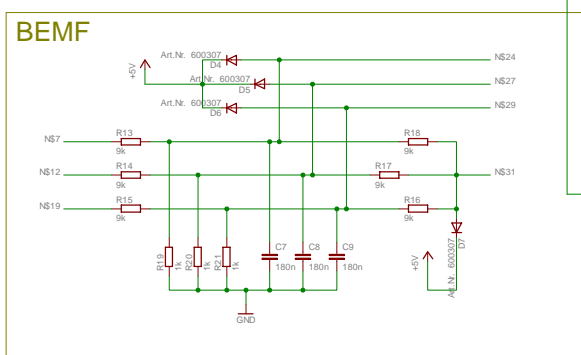 BEMF
Art.Nr. 600307
D4
N$24
+5V
Art.Nr. 600307
D5
N$27
Art.Nr. 600307
D6
N$29
N$7
R13
9k
R18
9k
N$12
R14
9k
R17
9k
N$31
N$19
R15
9k
R16
9k
R19
1k
R20
1k
R21
1k
C7
180n
C8
180n
C9
180n
+5V
Art.Nr. 600307
D7
GND